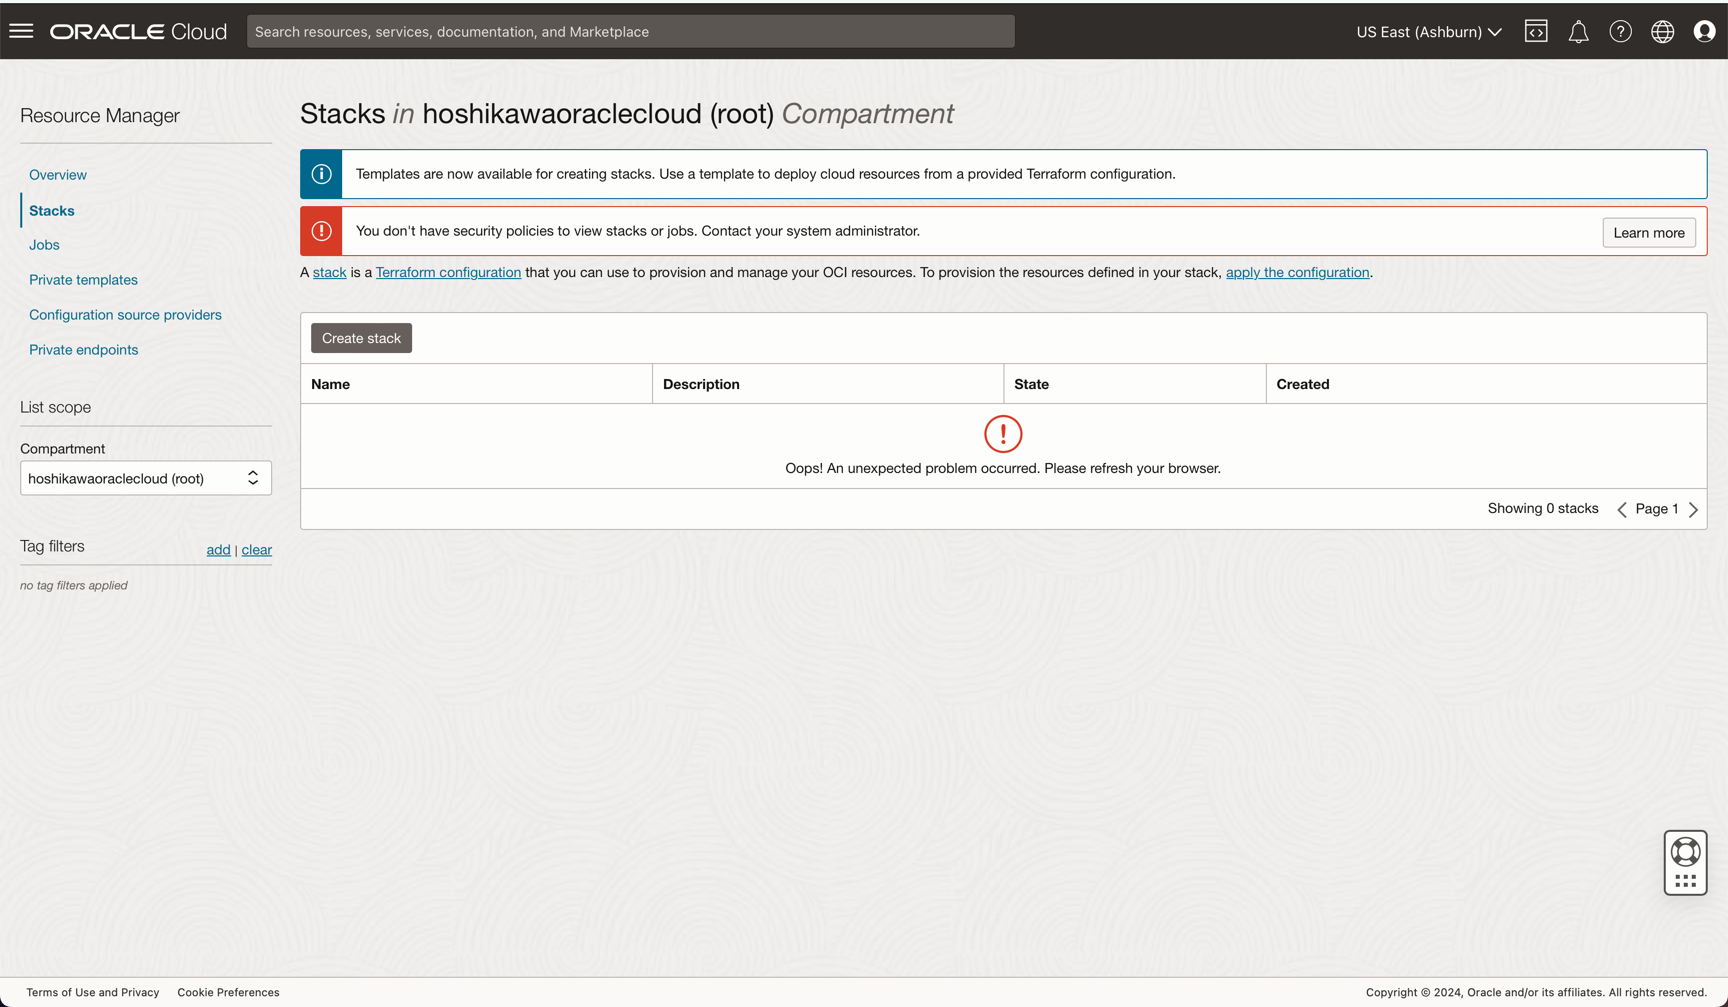 ORACLE Cloud
Search resources, services, documentation, and Marketplace
US East (Ashburn)
Resource Manager
Overview
Stacks
Jobs
Private templates
Configuration source providers
Private endpoints
List scope
Compartment
hoshikawaoraclecloud (root)
Tag filters
add | clear
no tag filters applied
Stacks in hoshikawaoraclecloud (root) Compartment
Templates are now available for creating stacks. Use a template to deploy cloud resources from a provided Terraform configuration.
You don't have security policies to view stacks or jobs. Contact your system administrator.
Learn more
A stack is a Terraform configuration that you can use to provision and manage your OCI resources. To provision the resources defined in your stack, apply the configuration.
Create stack
Name Description State Created
Oops! An unexpected problem occurred. Please refresh your browser.
Showing 0 stacks Page 1
Terms of Use and Privacy Cookie Preferences
Copyright © 2024, Oracle and/or its affiliates. All rights reserved.